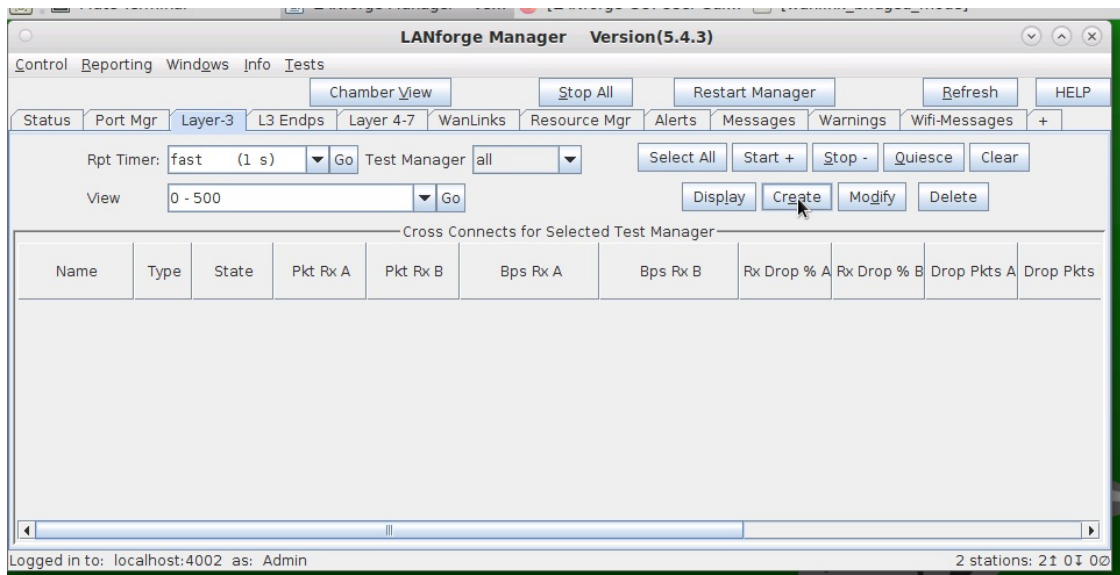 LANforge Manager Version(5.4.3)
Control Reporting Windows Info Tests
Chamber View Stop All Restart Manager Refresh HELP
Status Port Mgr Layer-3 L3 Endps Layer 4-7 WanLinks Resource Mgr Alerts Messages Warnings Wifi-Messages +
Rpt Timer: fast (1 s) Go Test Manager all Select All Start + Stop - Quiesce Clear
View 0 - 500 Go Display Create Modify Delete
Cross Connects for Selected Test Manager
Name Type State Pkt Rx A Pkt Rx B Bps Rx A Bps Rx B Rx Drop % A Rx Drop % B Drop Pkts A Drop Pkts
Logged in to: localhost:4002 as: Admin 2 stations: 2↥ 0↧ 0∅